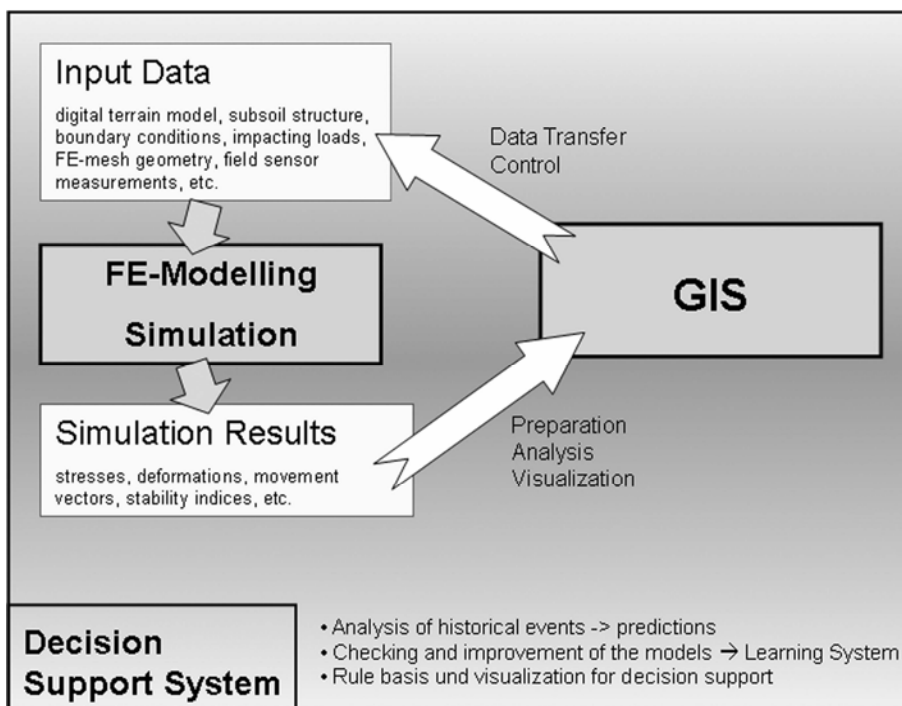 Input Data
digital terrain model, subsoil structure,
boundary conditions, impacting loads,
FE-mesh geometry, field sensor
measurements, etc.
Data Transfer
Control
FE-Modelling
Simulation
GIS
Simulation Results
stresses, deformations, movement
vectors, stability indices, etc.
Preparation
Analysis
Visualization
Decision
Support System
• Analysis of historical events -> predictions
• Checking and improvement of the models → Learning System
• Rule basis und visualization for decision support